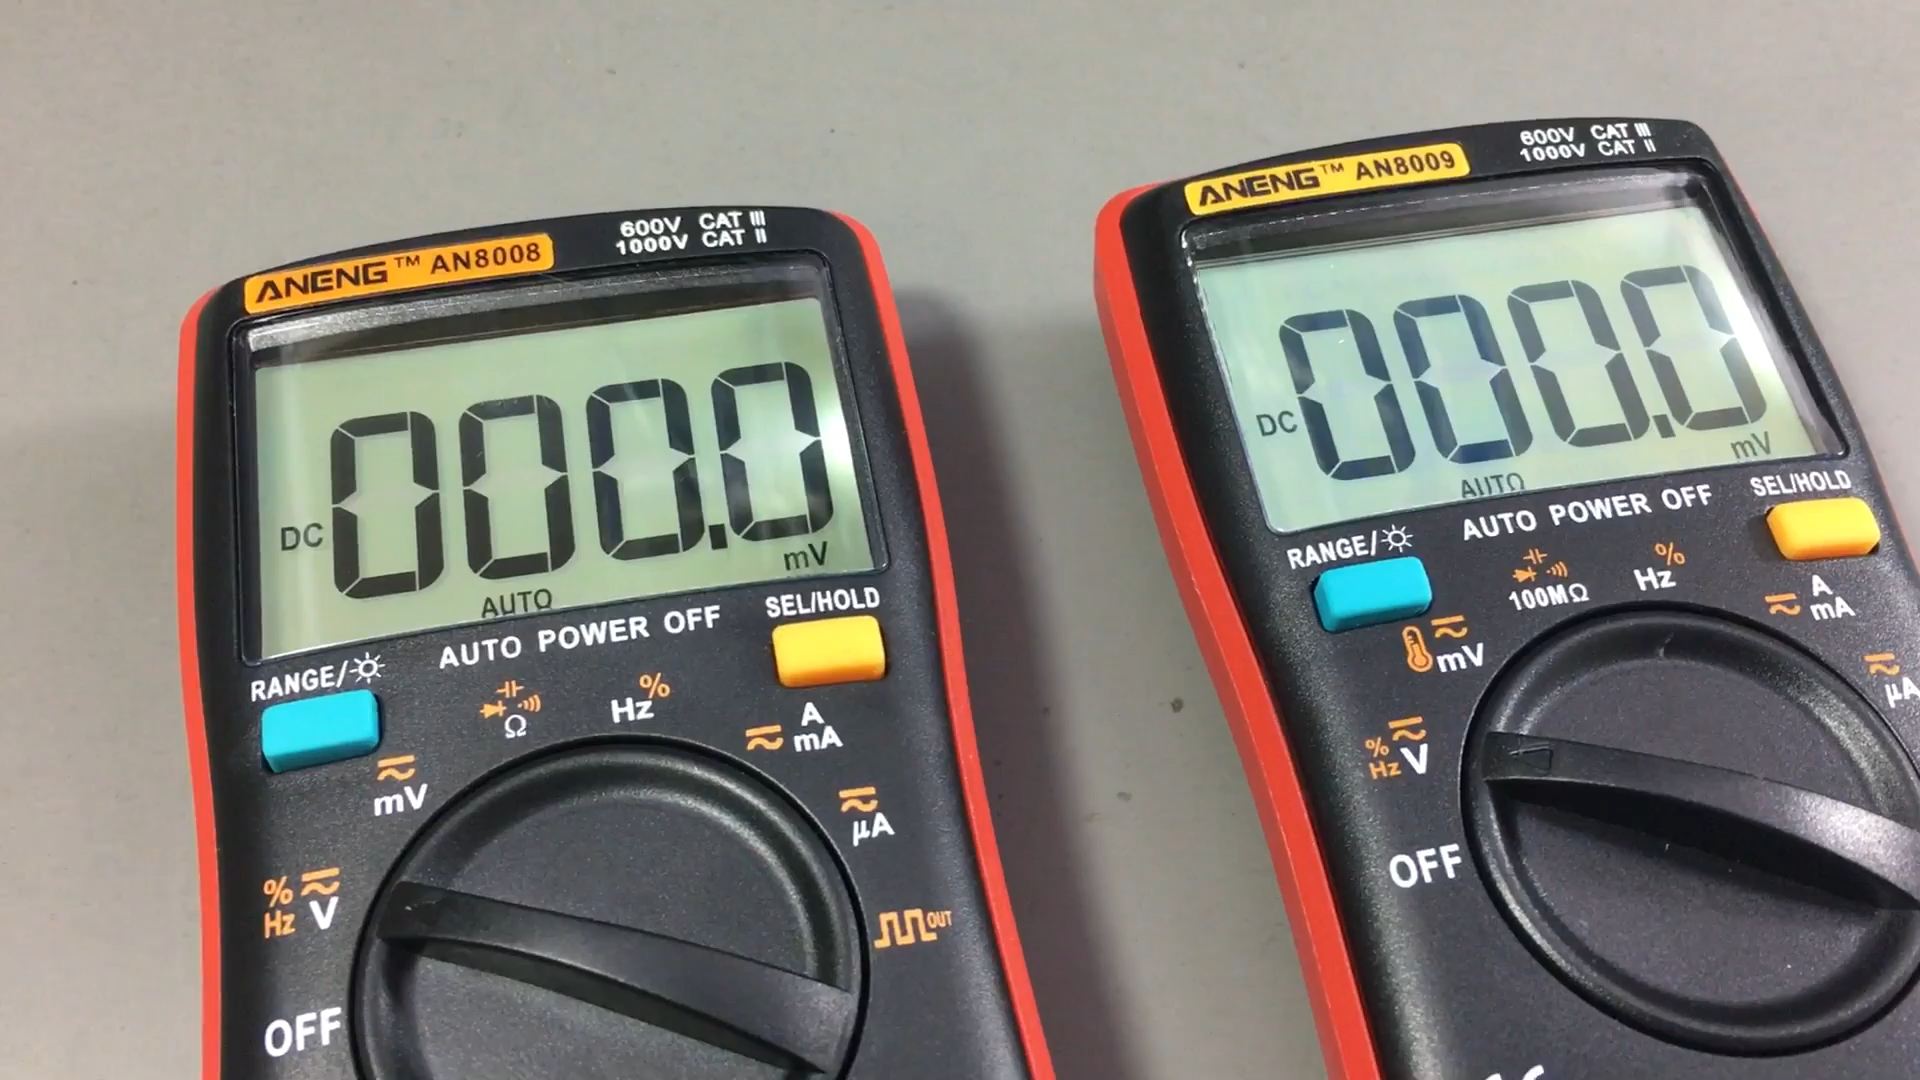 ANENG™ AN8008
600V CAT III
1000V CAT II
DC 000.0 mV
AUTO
AUTO POWER OFF
SEL/HOLD
RANGE/
mV
Ω
Hz %
A
mA
μA
% Hz V
OUT
OFF
ANENG™ AN8009
600V CAT III
1000V CAT II
DC 000.0 mV
AUTO
AUTO POWER OFF
SEL/HOLD
RANGE/
mV
100MΩ
Hz %
A
mA
μA
% Hz V
OFF